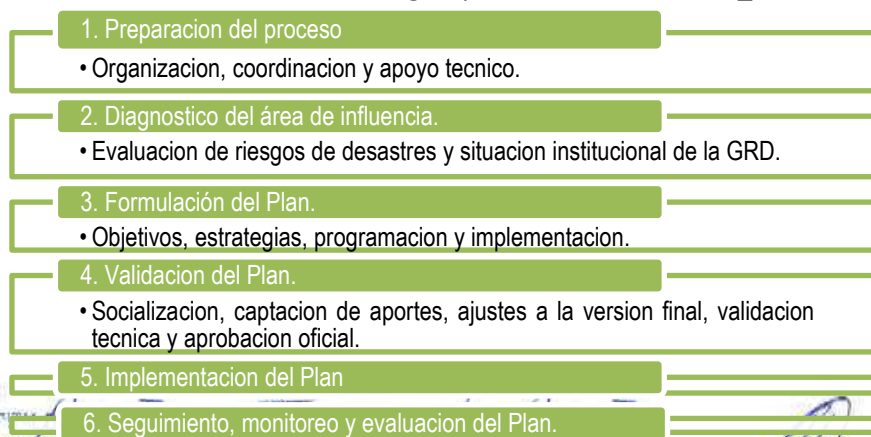 1. Preparacion del proceso
• Organizacion, coordinacion y apoyo tecnico.
2. Diagnostico del área de influencia.
• Evaluacion de riesgos de desastres y situacion institucional de la GRD.
3. Formulación del Plan.
• Objetivos, estrategias, programacion y implementacion.
4. Validacion del Plan.
• Socializacion, captacion de aportes, ajustes a la version final, validacion
tecnica y aprobacion oficial.
5. Implementacion del Plan
6. Seguimiento, monitoreo y evaluacion del Plan.